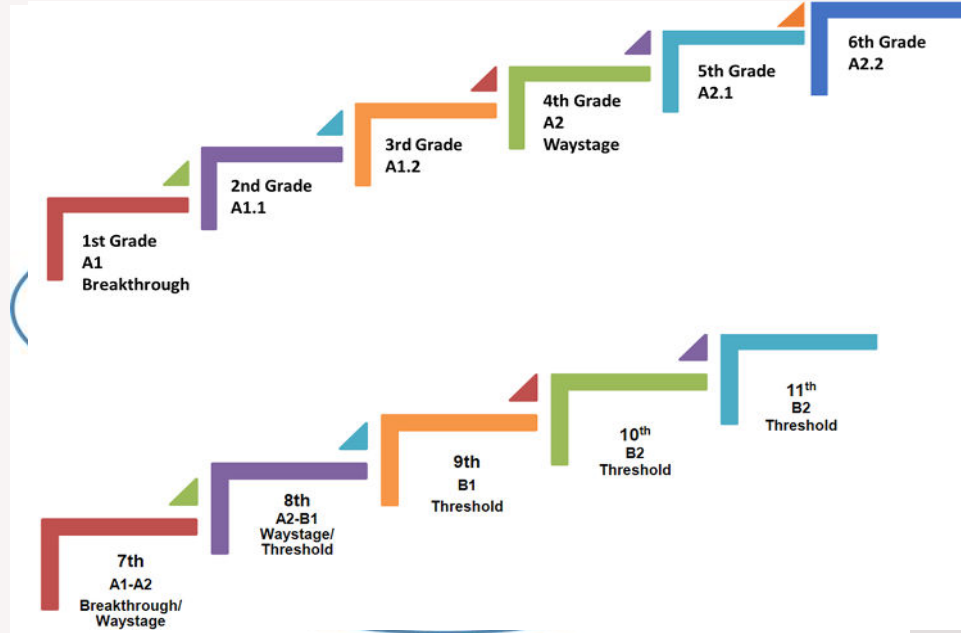 1st Grade
A1
Breakthrough
2nd Grade
A1.1
3rd Grade
A1.2
4th Grade
A2
Waystage
5th Grade
A2.1
6th Grade
A2.2
7th
A1-A2
Breakthrough/
Waystage
8th
A2-B1
Waystage/
Threshold
9th
B1
Threshold
10th
B2
Threshold
11th
B2
Threshold